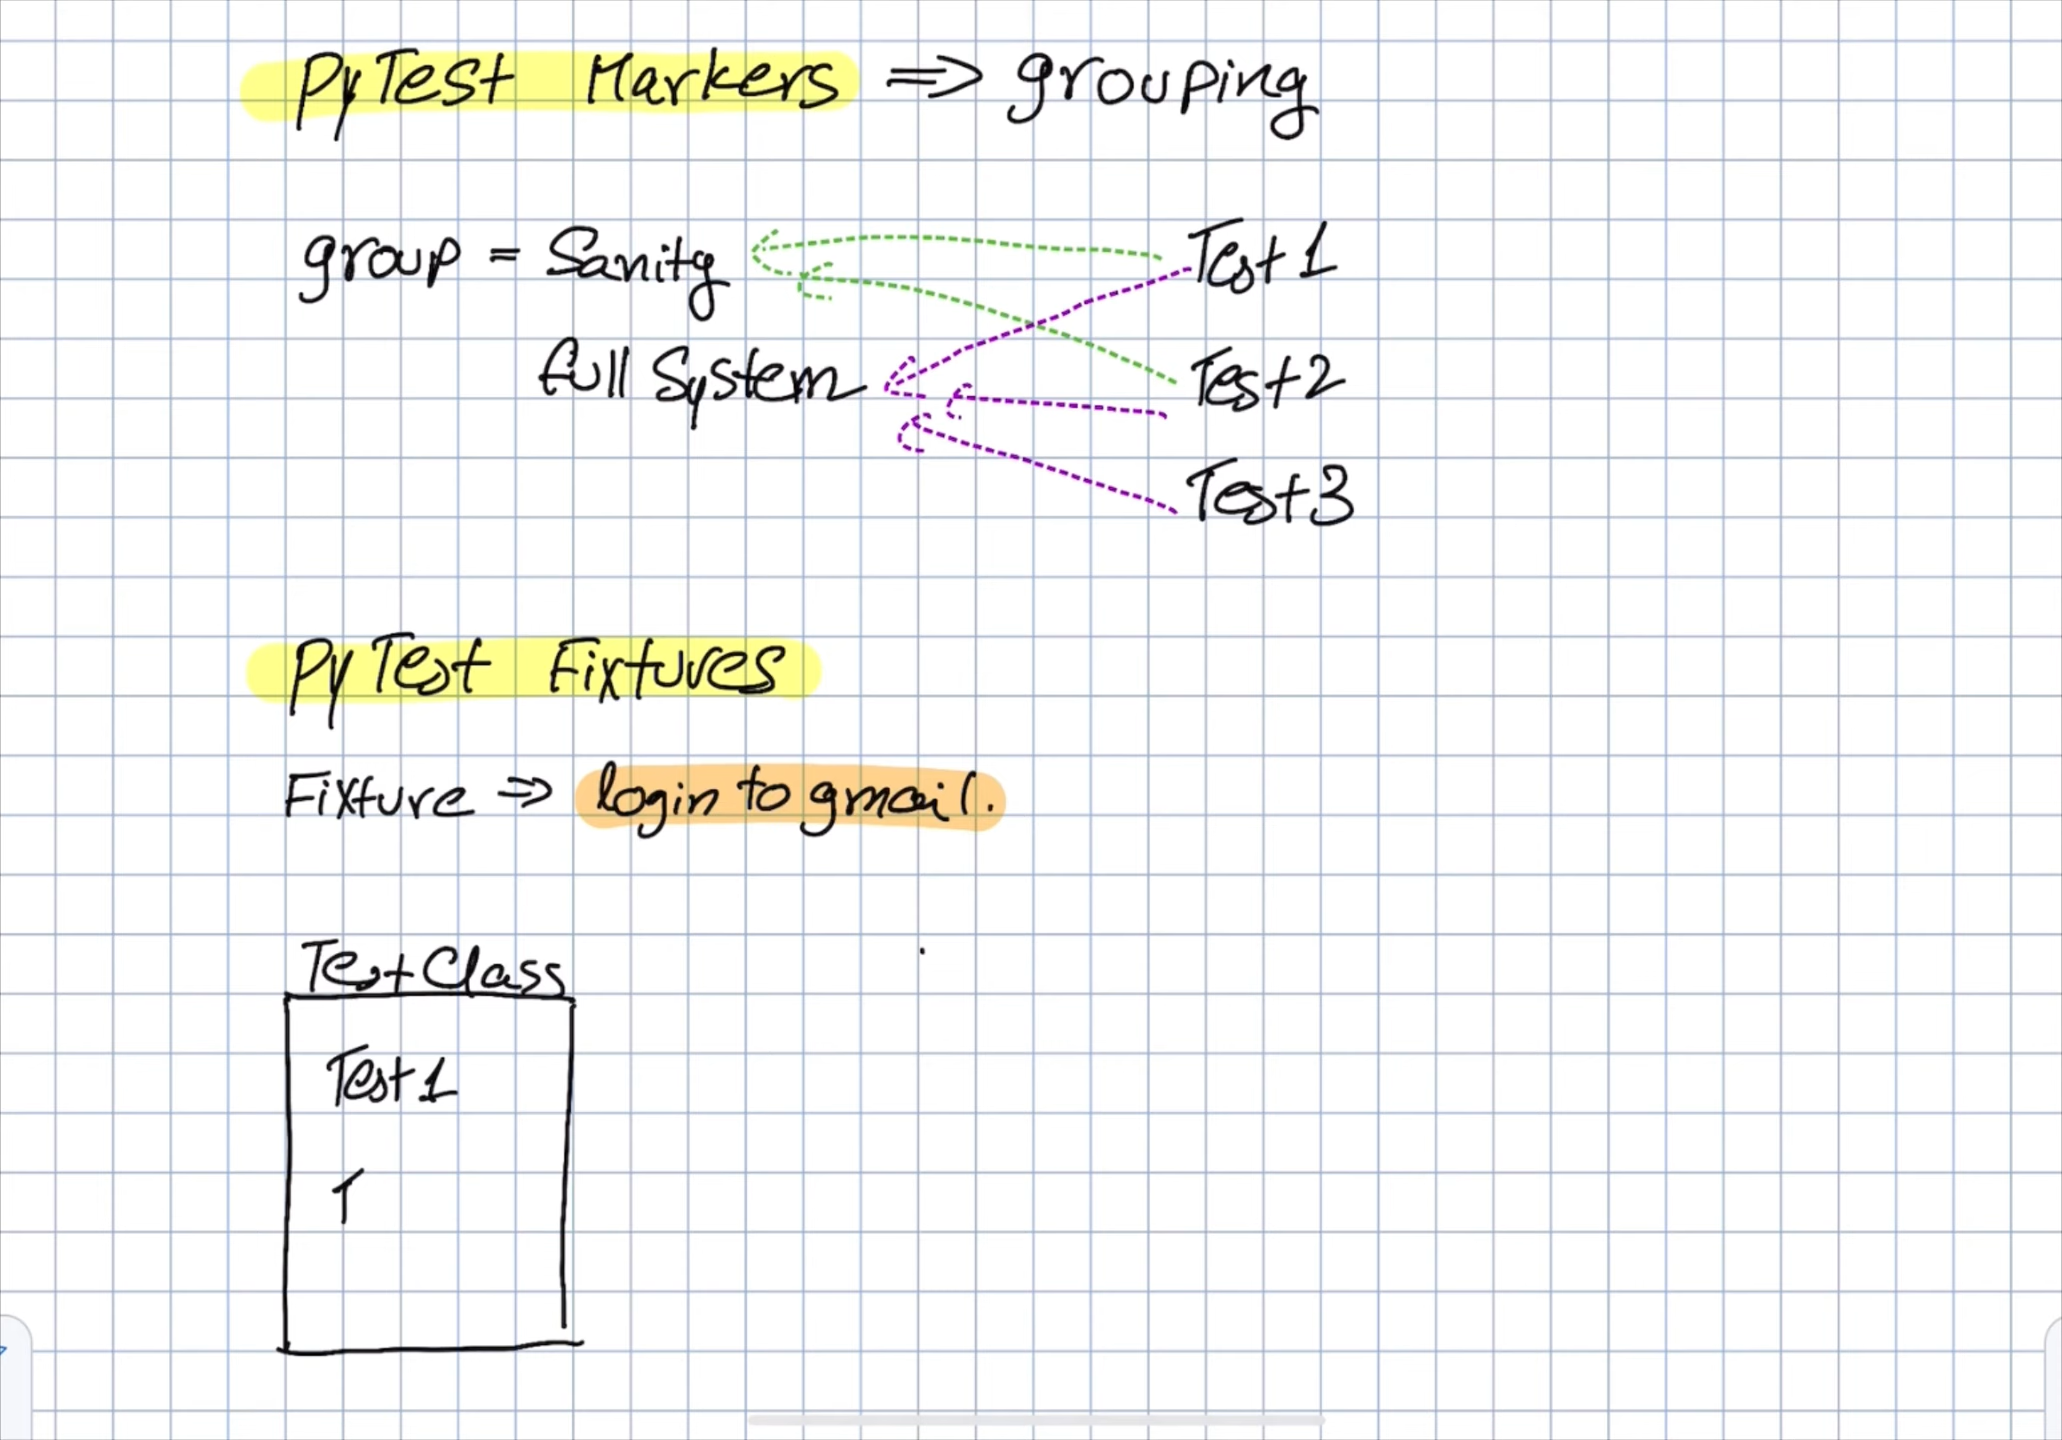 PyTest Markers => grouping
group = Sanity Test1
full System Test2
Test3
PyTest Fixtures
Fixture => login to gmail.
TestClass
Test1
T